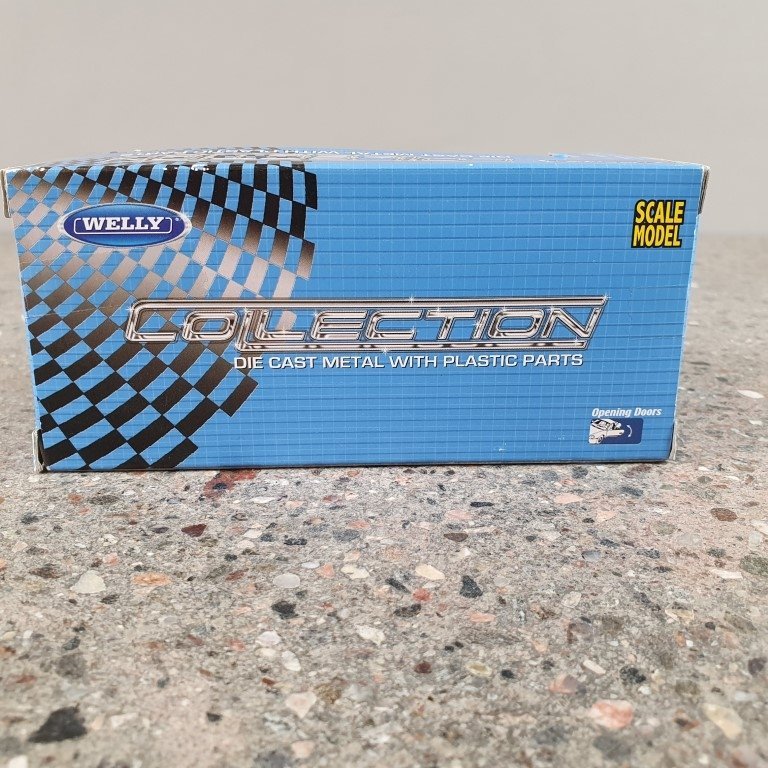 WELLY
SCALE
MODEL
COLLECTION
DIE CAST METAL WITH PLASTIC PARTS
Opening Doors